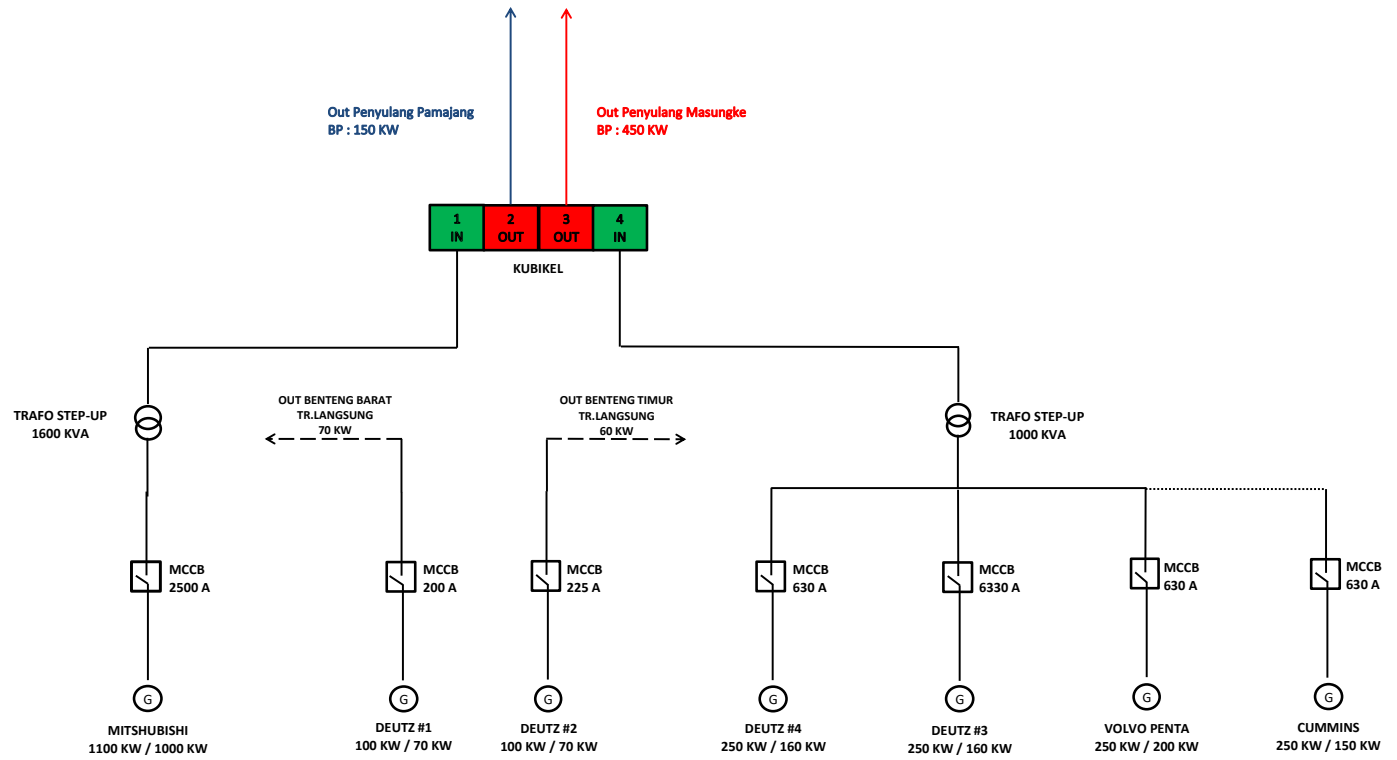 Out Penyulang Pamajang
BP : 150 KW
Out Penyulang Masungke
BP : 450 KW
1
IN
2
OUT
3
OUT
4
IN
KUBIKEL
TRAFO STEP-UP
1600 KVA
OUT BENTENG BARAT
TR.LANGSUNG
70 KW
OUT BENTENG TIMUR
TR.LANGSUNG
60 KW
TRAFO STEP-UP
1000 KVA
MCCB
2500 A
MCCB
200 A
MCCB
225 A
MCCB
630 A
MCCB
6330 A
MCCB
630 A
MCCB
630 A
G
G
G
G
G
G
G
MITSHUBISHI
1100 KW / 1000 KW
DEUTZ #1
100 KW / 70 KW
DEUTZ #2
100 KW / 70 KW
DEUTZ #4
250 KW / 160 KW
DEUTZ #3
250 KW / 160 KW
VOLVO PENTA
250 KW / 200 KW
CUMMINS
250 KW / 150 KW